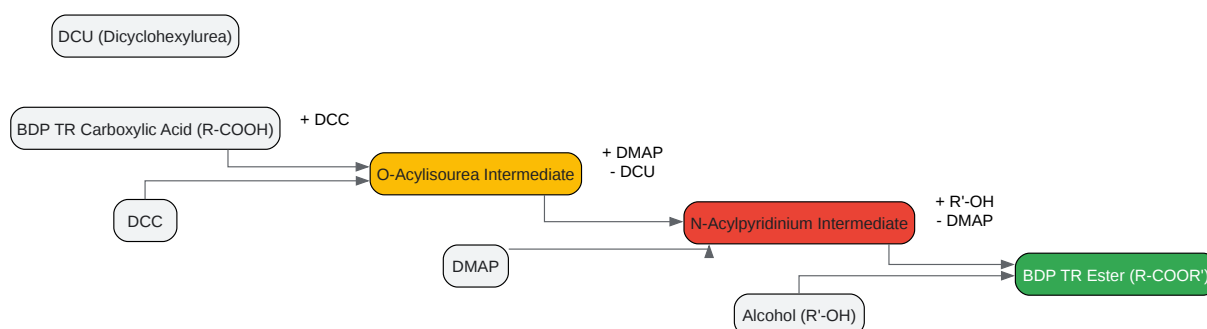 DCU (Dicyclohexylurea)
BDP TR Carboxylic Acid (R-COOH)
+ DCC
DCC
O-Acylisourea Intermediate
+ DMAP
- DCU
DMAP
N-Acylpyridinium Intermediate
+ R'-OH
- DMAP
Alcohol (R'-OH)
BDP TR Ester (R-COOR')